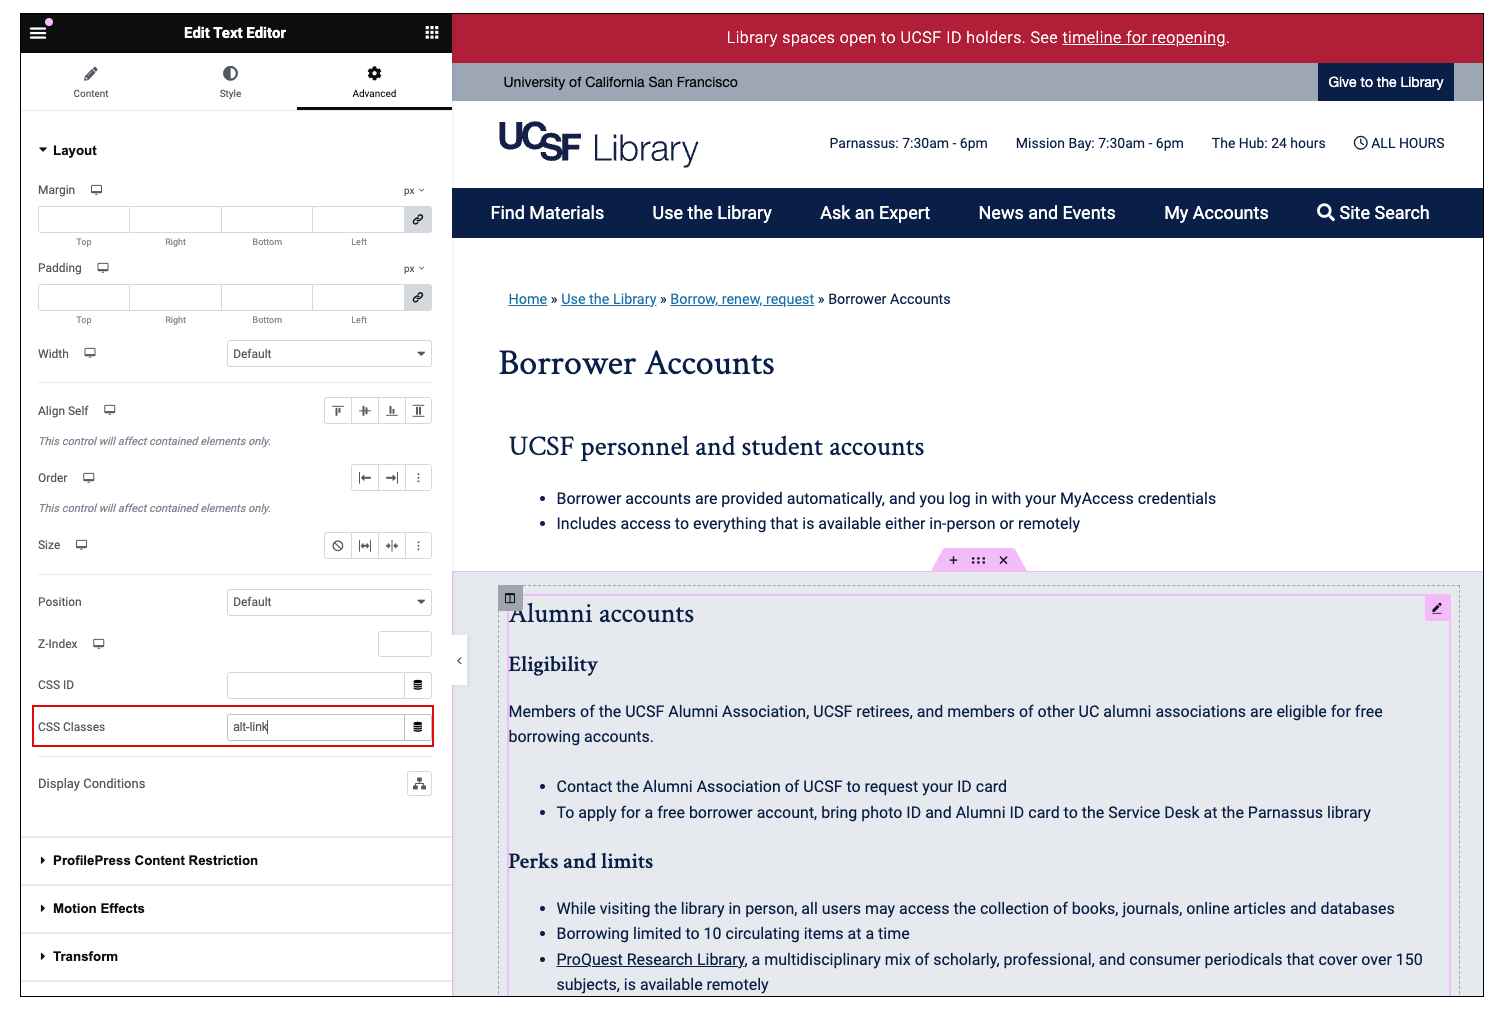 Edit Text Editor
Content
Style
Advanced
Layout
Margin
px
Top Right Bottom Left
Padding
px
Top Right Bottom Left
Width
Default
Align Self
This control will affect contained elements only.
Order
This control will affect contained elements only.
Size
Position
Default
Z-Index
CSS ID
CSS Classes
alt-link
Display Conditions
ProfilePress Content Restriction
Motion Effects
Transform
Library spaces open to UCSF ID holders. See timeline for reopening.
University of California San Francisco
Give to the Library
UCSF Library
Parnassus: 7:30am - 6pm
Mission Bay: 7:30am - 6pm
The Hub: 24 hours
ALL HOURS
Find Materials
Use the Library
Ask an Expert
News and Events
My Accounts
Site Search
Home » Use the Library » Borrow, renew, request » Borrower Accounts
Borrower Accounts
UCSF personnel and student accounts
• Borrower accounts are provided automatically, and you log in with your MyAccess credentials
• Includes access to everything that is available either in-person or remotely
Alumni accounts
Eligibility
Members of the UCSF Alumni Association, UCSF retirees, and members of other UC alumni associations are eligible for free
borrowing accounts.
• Contact the Alumni Association of UCSF to request your ID card
• To apply for a free borrower account, bring photo ID and Alumni ID card to the Service Desk at the Parnassus library
Perks and limits
• While visiting the library in person, all users may access the collection of books, journals, online articles and databases
• Borrowing limited to 10 circulating items at a time
• ProQuest Research Library, a multidisciplinary mix of scholarly, professional, and consumer periodicals that cover over 150
subjects, is available remotely